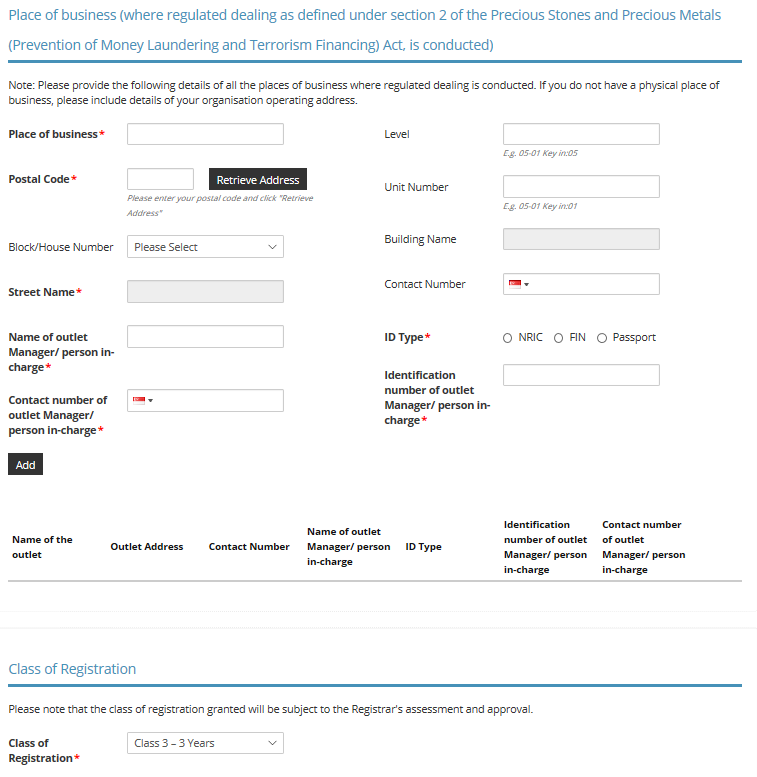 Place of business (where regulated dealing as defined under section 2 of the Precious Stones and Precious Metals
(Prevention of Money Laundering and Terrorism Financing) Act, is conducted)
Note: Please provide the following details of all the places of business where regulated dealing is conducted. If you do not have a physical place of
business, please include details of your organisation operating address.
Place of business*
Level
E.g. 05-01 Key in:05
Postal Code*
Retrieve Address
Please enter your postal code and click "Retrieve
Address"
Unit Number
E.g. 05-01 Key in:01
Block/House Number
Please Select
Building Name
Street Name*
Contact Number
Name of outlet
Manager/ person in-
charge*
ID Type*
NRIC
FIN
Passport
Contact number of
outlet Manager/
person in-charge*
Identification
number of outlet
Manager/ person in-
charge*
Add
Name of the
outlet
Outlet Address
Contact Number
Name of outlet
Manager/ person
in-charge
ID Type
Identification
number of outlet
Manager/ person
in-charge
Contact number
of outlet
Manager/ person
in-charge
Class of Registration
Please note that the class of registration granted will be subject to the Registrar's assessment and approval.
Class of
Registration*
Class 3 – 3 Years